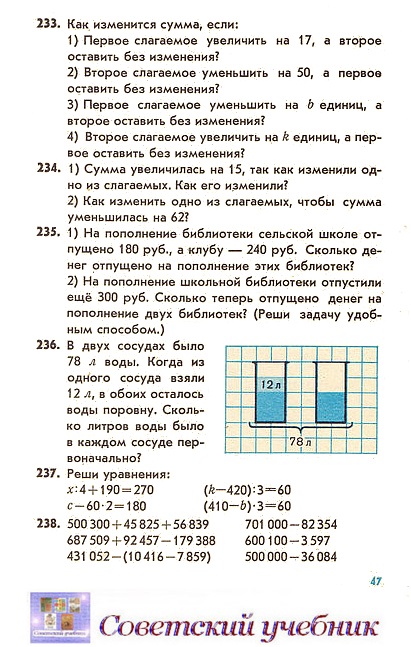 233. Как изменится сумма, если:
1) Первое слагаемое увеличить на 17, а второе
оставить без изменения?
2) Второе слагаемое уменьшить на 50, а первое
оставить без изменения?
3) Первое слагаемое уменьшить на b единиц, а
второе оставить без изменения?
4) Второе слагаемое увеличить на k единиц, а пер-
вое оставить без изменения?
234. 1) Сумма увеличилась на 15, так как изменили од-
но из слагаемых. Как его изменили?
2) Как изменить одно из слагаемых, чтобы сумма
уменьшилась на 62?
235. 1) На пополнение библиотеки сельской школе от-
пущено 180 руб., а клубу — 240 руб. Сколько де-
нег отпущено на пополнение этих библиотек?
2) На пополнение школьной библиотеки отпустили
ещё 300 руб. Сколько теперь отпущено денег на
пополнение двух библиотек? (Реши задачу удоб-
ным способом.)
236. В двух сосудах было
78 л воды. Когда из
одного сосуда взяли
12 л, в обоих осталось
воды поровну. Сколь-
ко литров воды было
в каждом сосуде пер-
воначально?
12 л
78 л
237. Реши уравнения:
x:4+190=270 (k−420):3=60
c−60·2=180 (410−b)·3=60
238. 500 300+45 825+56 839 701 000−82 354
687 509+92 457−179 388 600 100−3 597
431 052−(10 416−7 859) 500 000−36 084
47
Советский учебник